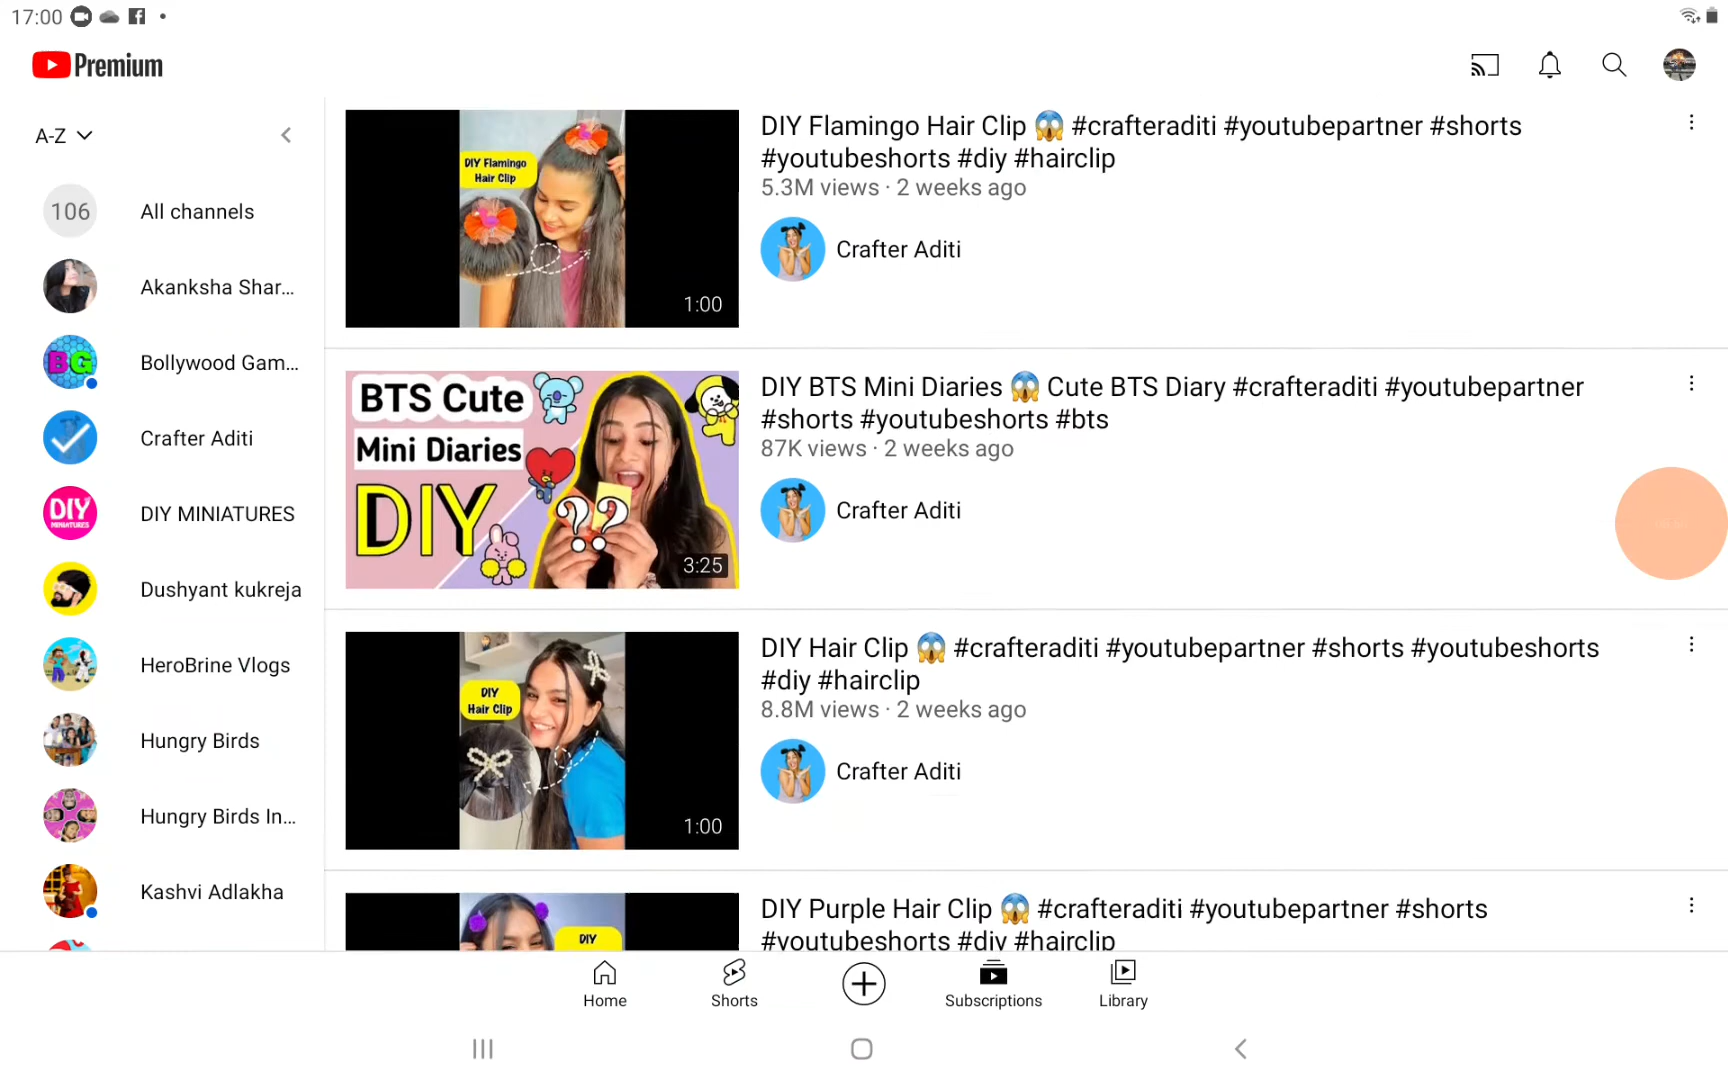 17:00
Premium
A-Z
106 All channels
Akanksha Shar...
BG Bollywood Gam...
Crafter Aditi
DIY MINIATURES DIY MINIATURES
Dushyant kukreja
HeroBrine Vlogs
Hungry Birds
Hungry Birds In...
Kashvi Adlakha
DIY Flamingo
Hair Clip
1:00
DIY Flamingo Hair Clip 😱 #crafteraditi #youtubepartner #shorts
#youtubeshorts #diy #hairclip
5.3M views · 2 weeks ago
Crafter Aditi
BTS Cute
Mini Diaries
DIY
??
3:25
DIY BTS Mini Diaries 😱 Cute BTS Diary #crafteraditi #youtubepartner
#shorts #youtubeshorts #bts
87K views · 2 weeks ago
Crafter Aditi
DIY
Hair Clip
1:00
DIY Hair Clip 😱 #crafteraditi #youtubepartner #shorts #youtubeshorts
#diy #hairclip
8.8M views · 2 weeks ago
Crafter Aditi
DIY
DIY Purple Hair Clip 😱 #crafteraditi #youtubepartner #shorts
#youtubeshorts #diy #hairclip
Home
Shorts
Subscriptions
Library